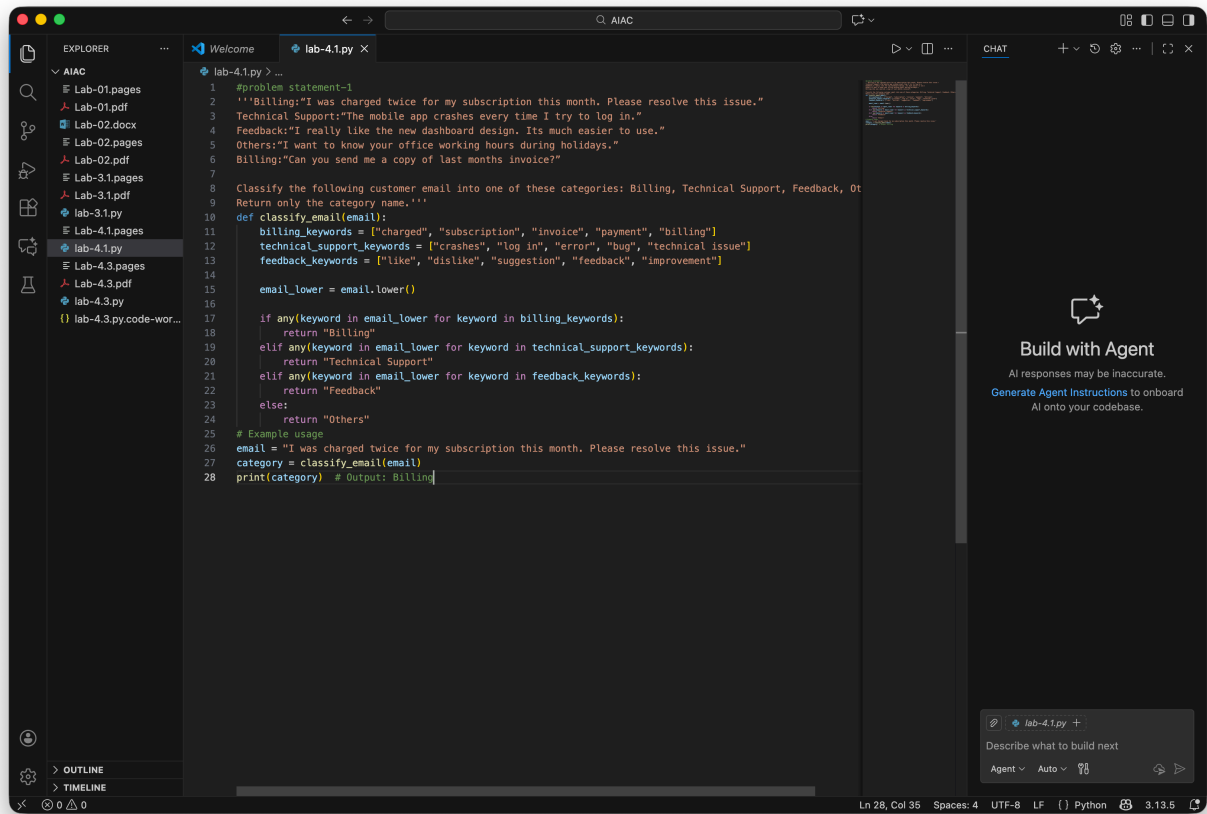 AIAC
EXPLORER
AIAC
Lab-01.pages
Lab-01.pdf
Lab-02.docx
Lab-02.pages
Lab-02.pdf
Lab-3.1.pages
Lab-3.1.pdf
lab-3.1.py
Lab-4.1.pages
lab-4.1.py
Lab-4.3.pages
Lab-4.3.pdf
lab-4.3.py
lab-4.3.py.code-wor...
OUTLINE
TIMELINE
Welcome
lab-4.1.py
lab-4.1.py > ...
1 #problem statement-1
2 '''Billing:“I was charged twice for my subscription this month. Please resolve this issue.”
3 Technical Support:“The mobile app crashes every time I try to log in.”
4 Feedback:“I really like the new dashboard design. Its much easier to use.”
5 Others:“I want to know your office working hours during holidays.”
6 Billing:“Can you send me a copy of last months invoice?”
7
8 Classify the following customer email into one of these categories: Billing, Technical Support, Feedback, Ot
9 Return only the category name.'''
10 def classify_email(email):
11     billing_keywords = ["charged", "subscription", "invoice", "payment", "billing"]
12     technical_support_keywords = ["crashes", "log in", "error", "bug", "technical issue"]
13     feedback_keywords = ["like", "dislike", "suggestion", "feedback", "improvement"]
14
15     email_lower = email.lower()
16
17     if any(keyword in email_lower for keyword in billing_keywords):
18         return "Billing"
19     elif any(keyword in email_lower for keyword in technical_support_keywords):
20         return "Technical Support"
21     elif any(keyword in email_lower for keyword in feedback_keywords):
22         return "Feedback"
23     else:
24         return "Others"
25 # Example usage
26 email = "I was charged twice for my subscription this month. Please resolve this issue."
27 category = classify_email(email)
28 print(category)  # Output: Billing
CHAT
Build with Agent
AI responses may be inaccurate.
Generate Agent Instructions to onboard
AI onto your codebase.
lab-4.1.py
Describe what to build next
Agent Auto
0 0
Ln 28, Col 35 Spaces: 4 UTF-8 LF { } Python 3.13.5